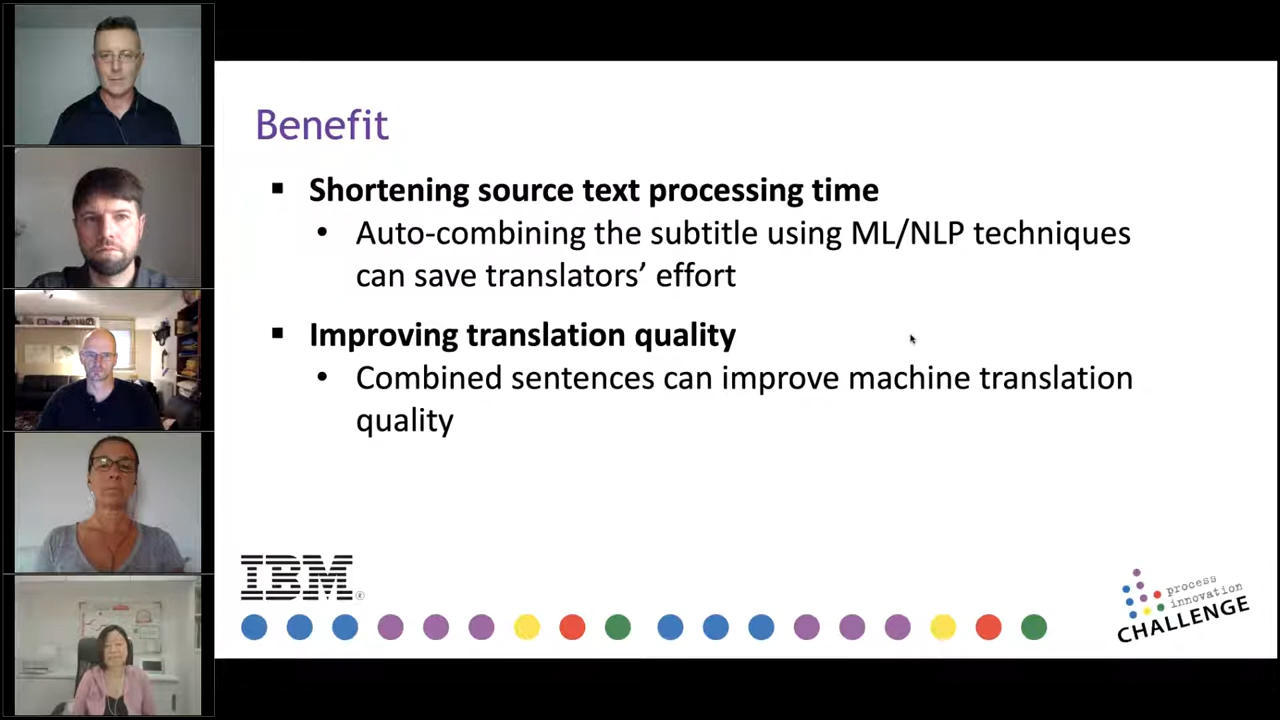 Benefit
▪ Shortening source text processing time
• Auto-combining the subtitle using ML/NLP techniques
can save translators’ effort
▪ Improving translation quality
• Combined sentences can improve machine translation
quality
IBM®
process
innovation
CHALLENGE